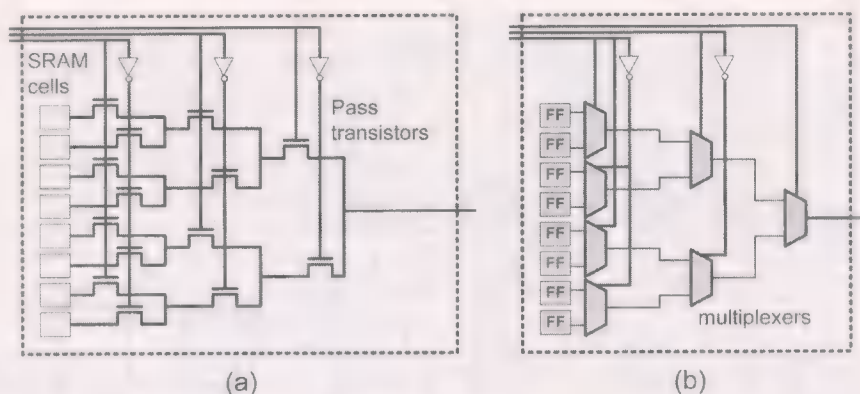 SRAM
cells
Pass
transistors
(a)
FF
FF
FF
FF
FF
FF
FF
FF
multiplexers
(b)